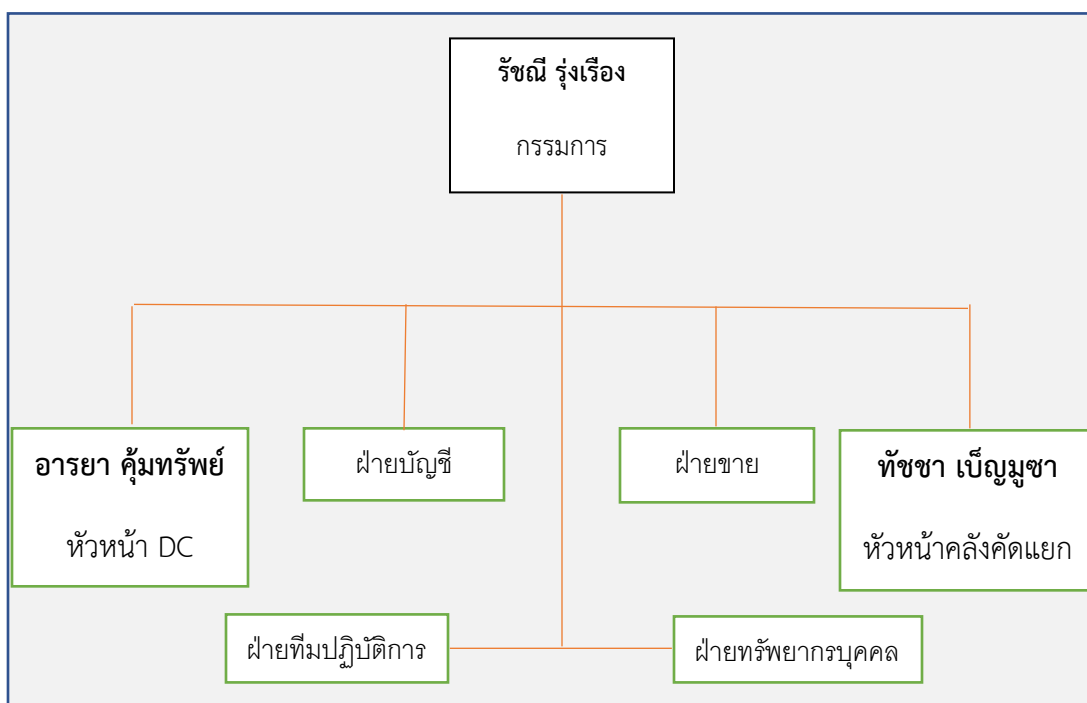 รัชณี รุ่งเรือง
กรรมการ
อารยา คุ้มทรัพย์
หัวหน้า DC
ฝ่ายบัญชี
ฝ่ายขาย
ทัชชา เบ็ญมูซา
หัวหน้าคลังคัดแยก
ฝ่ายทีมปฏิบัติการ
ฝ่ายทรัพยากรบุคคล